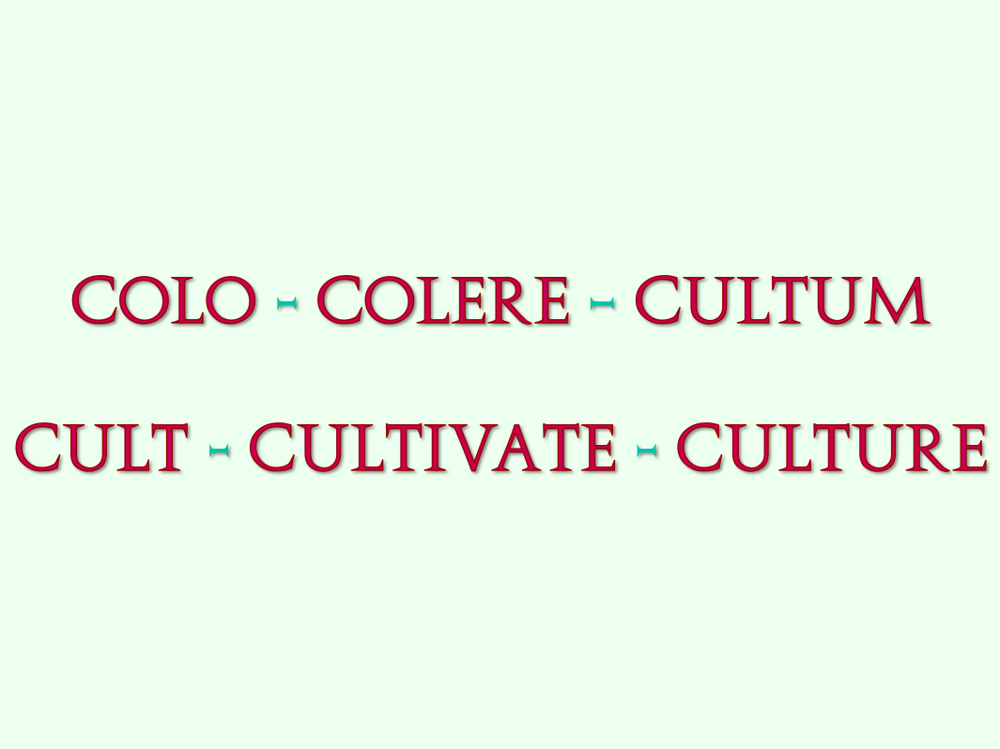 COLO - COLERE - CULTUM
CULT - CULTIVATE - CULTURE